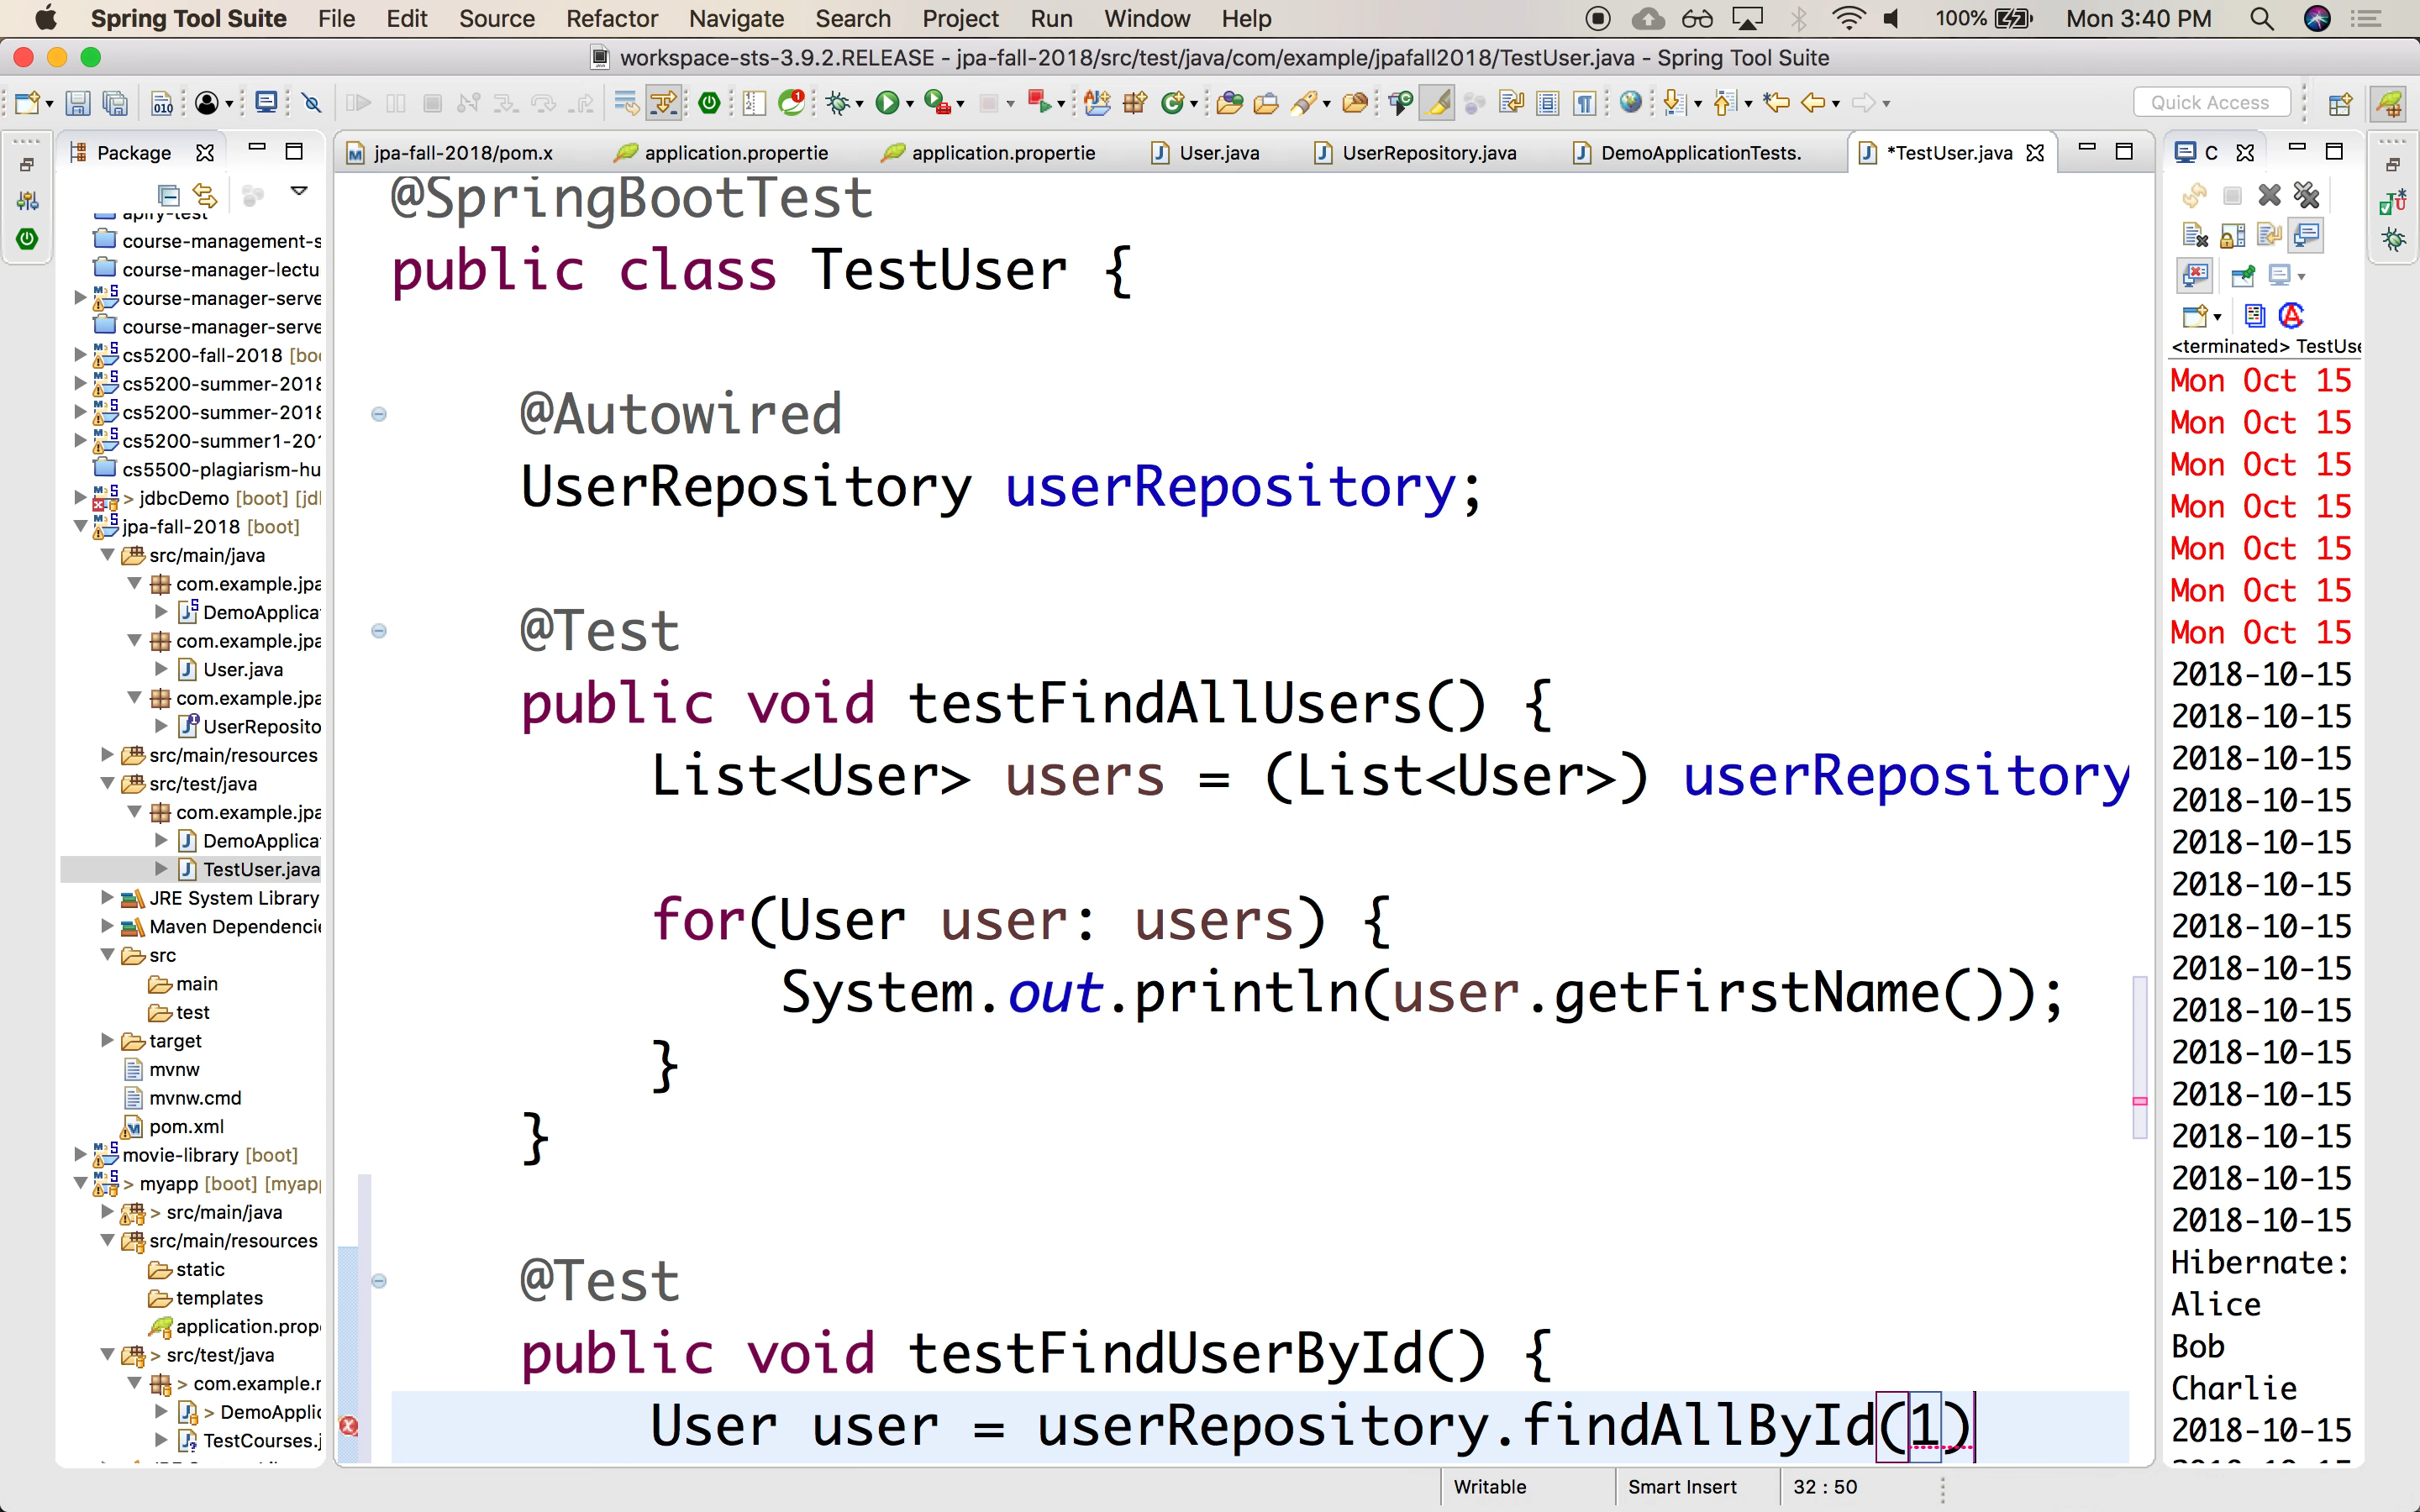 Spring Tool Suite File Edit Source Refactor Navigate Search Project Run Window Help 100% Mon 3:40 PM
workspace-sts-3.9.2.RELEASE - jpa-fall-2018/src/test/java/com/example/jpafall2018/TestUser.java - Spring Tool Suite
Quick Access
Package
jpa-fall-2018/pom.x
application.propertie
application.propertie
User.java
UserRepository.java
DemoApplicationTests.
*TestUser.java
C
apify-test
course-management-s
course-manager-lectu
course-manager-serve
course-manager-serve
cs5200-fall-2018 [boo
cs5200-summer-2018
cs5200-summer-2018
cs5200-summer1-201
cs5500-plagiarism-hu
> jdbcDemo [boot] [jdl
jpa-fall-2018 [boot]
src/main/java
com.example.jpa
DemoApplica
com.example.jpa
User.java
com.example.jpa
UserReposito
src/main/resources
src/test/java
com.example.jpa
DemoApplica
TestUser.java
JRE System Library
Maven Dependencie
src
main
test
target
mvnw
mvnw.cmd
pom.xml
movie-library [boot]
> myapp [boot] [myapp
> src/main/java
src/main/resources
static
templates
application.prop
> src/test/java
> com.example.r
> DemoApplic
TestCourses.j
@SpringBootTest
public class TestUser {
@Autowired
UserRepository userRepository;
@Test
public void testFindAllUsers() {
List<User> users = (List<User>) userRepository
for(User user: users) {
System.out.println(user.getFirstName());
}
}
@Test
public void testFindUserById() {
User user = userRepository.findAllById(1)
<terminated> TestUse
Mon Oct 15
Mon Oct 15
Mon Oct 15
Mon Oct 15
Mon Oct 15
Mon Oct 15
Mon Oct 15
2018-10-15
2018-10-15
2018-10-15
2018-10-15
2018-10-15
2018-10-15
2018-10-15
2018-10-15
2018-10-15
2018-10-15
2018-10-15
2018-10-15
2018-10-15
2018-10-15
Hibernate:
Alice
Bob
Charlie
2018-10-15
2018-10-15
Writable
Smart Insert
32 : 50